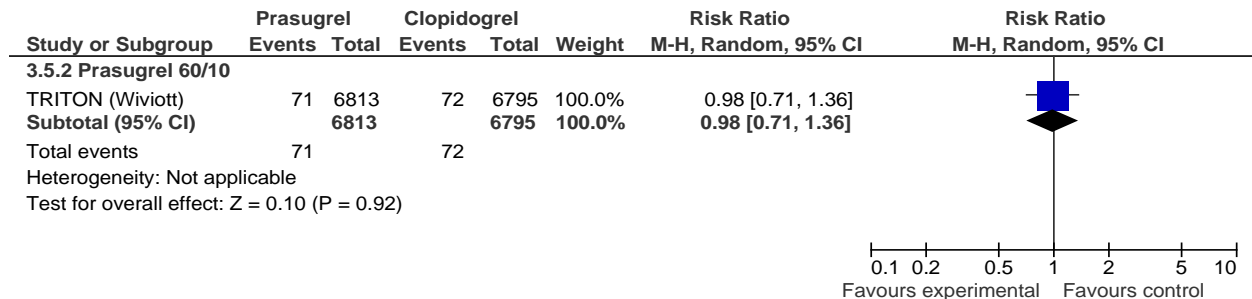 Prasugrel Clopidogrel Risk Ratio Risk Ratio
Study or Subgroup Events Total Events Total Weight M-H, Random, 95% CI M-H, Random, 95% CI
3.5.2 Prasugrel 60/10
TRITON (Wiviott) 71 6813 72 6795 100.0% 0.98 [0.71, 1.36]
Subtotal (95% CI) 6813 6795 100.0% 0.98 [0.71, 1.36]
Total events 71 72
Heterogeneity: Not applicable
Test for overall effect: Z = 0.10 (P = 0.92)
0.1 0.2 0.5 1 2 5 10
Favours experimental Favours control